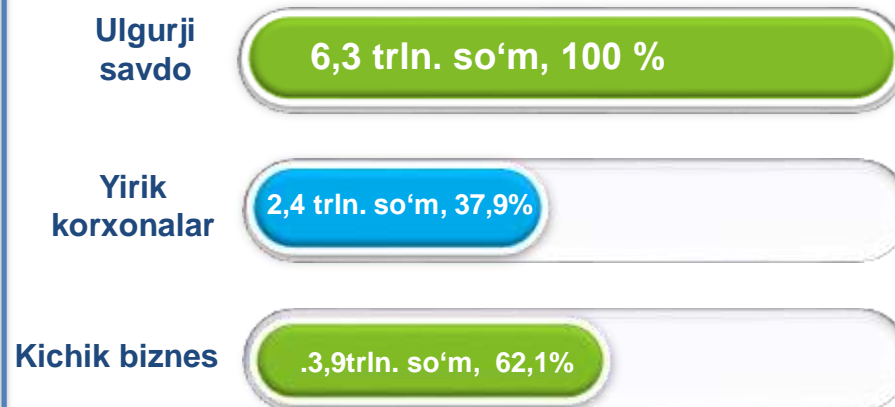 Ulgurji
savdo
6,3 trln. so‘m, 100 %
Yirik
korxonalar
2,4 trln. so‘m, 37,9%
Kichik biznes
.3,9trln. so‘m, 62,1%